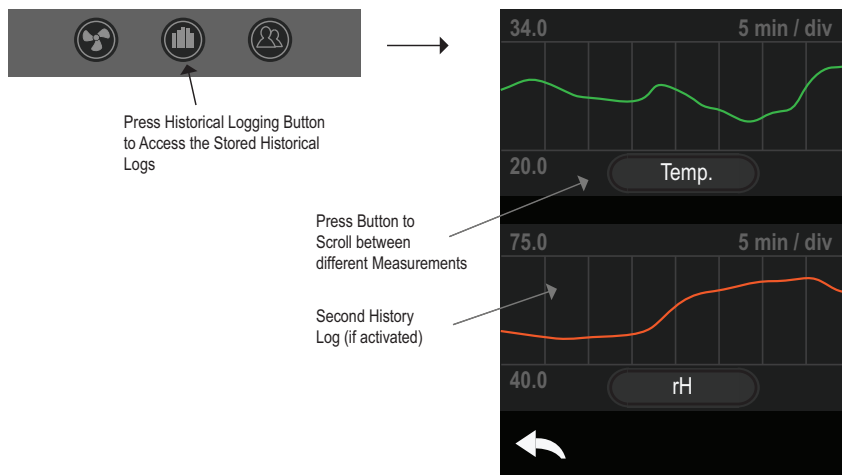 Press Historical Logging Button
to Access the Stored Historical
Logs
34.0
5 min / div
20.0
Temp.
Press Button to
Scroll between
different Measurements
75.0
5 min / div
Second History
Log (if activated)
40.0
rH